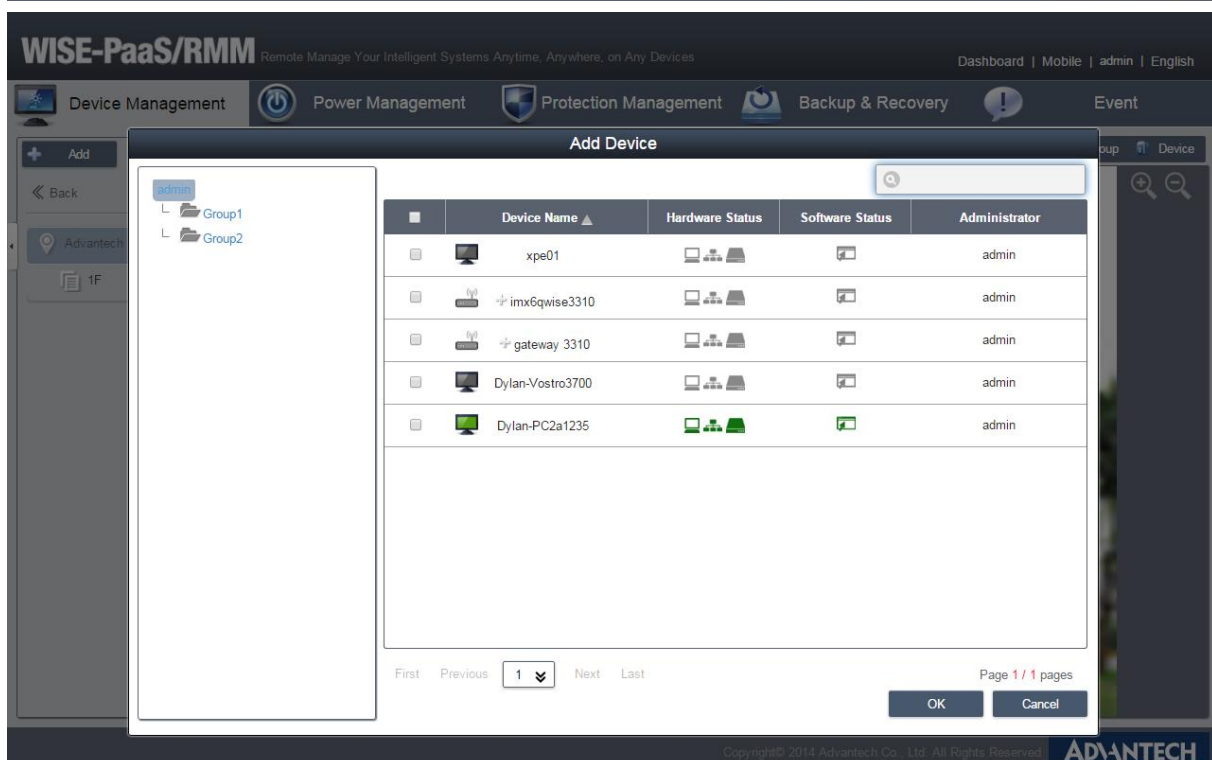 WISE-PaaS/RMM Remote Manage Your Intelligent Systems Anytime, Anywhere, on Any Devices
Dashboard | Mobile | admin | English
Device Management Power Management Protection Management Backup & Recovery Event
Add Device
Add
oup Device
Back
Advantech
1F
admin
Group1
Group2
Device Name Hardware Status Software Status Administrator
xpe01 admin
imx6qwise3310 admin
gateway 3310 admin
Dylan-Vostro3700 admin
Dylan-PC2a1235 admin
First Previous 1 Next Last Page 1 / 1 pages
OK Cancel
Copyright© 2014 Advantech Co., Ltd. All Rights Reserved ADVANTECH